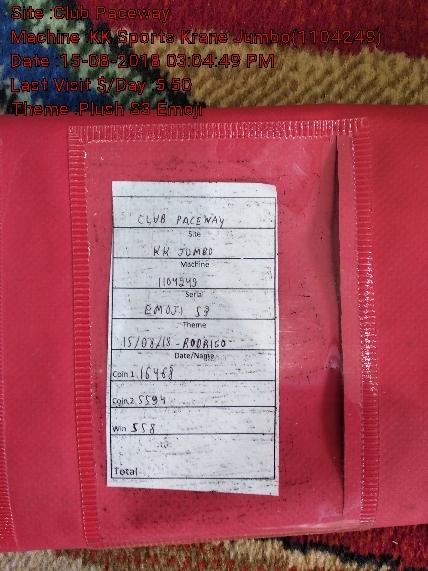 Site :Club Paceway
Machine :KK Sports Krane Jumbo(1104249)
Date :15-08-2018 03:04:49 PM
Last Visit $/Day :5.50
Theme :Plush S3 Emoji
CLUB PACEWAY
Site
KK JUMBO
Machine
1104249
Serial
EMOJI S3
Theme
15/08/18 - RODRIGO
Date/Name
Coin 1 16468
Coin 2 5594
Win 558
Total